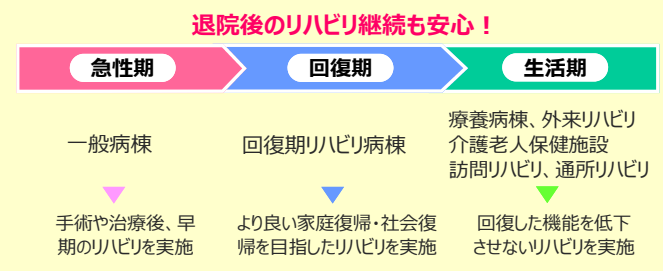 退院後のリハビリ継続も安心！
急性期
回復期
生活期
一般病棟
回復期リハビリ病棟
療養病棟、外来リハビリ
介護老人保健施設
訪問リハビリ、通所リハビリ
手術や治療後、早
期のリハビリを実施
より良い家庭復帰・社会復
帰を目指したリハビリを実施
回復した機能を低下
させないリハビリを実施